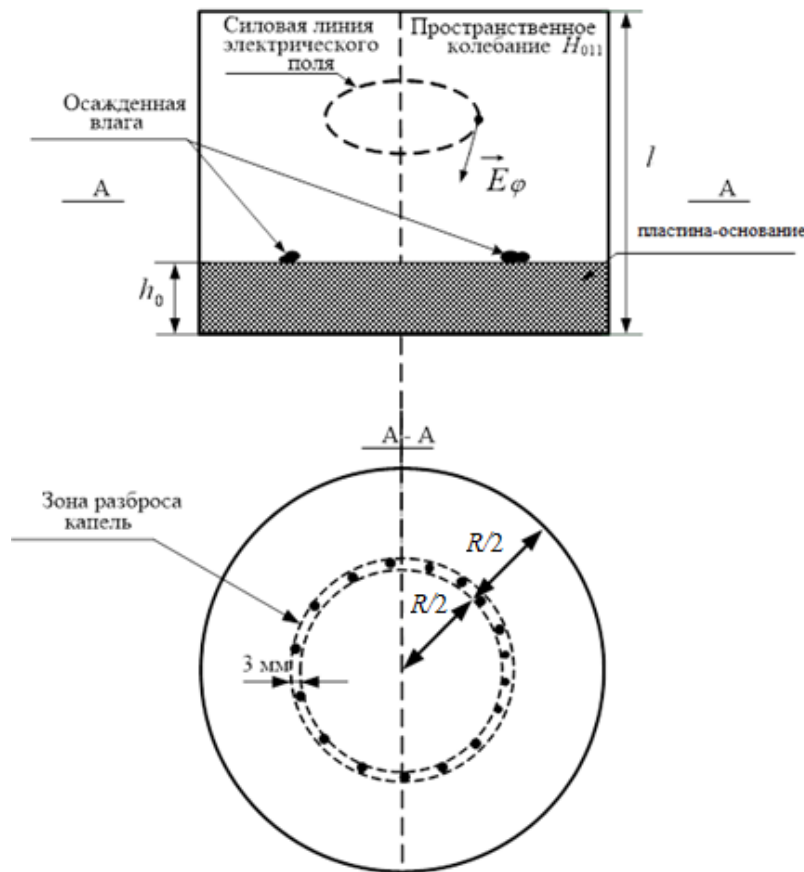 Силовая линия
электрического
поля
Пространственное
колебание H₀₁₁
Осажденная
влага
E φ
l
A
A
пластина-основание
h₀
A - A
Зона разброса
капель
R/2
R/2
3 мм